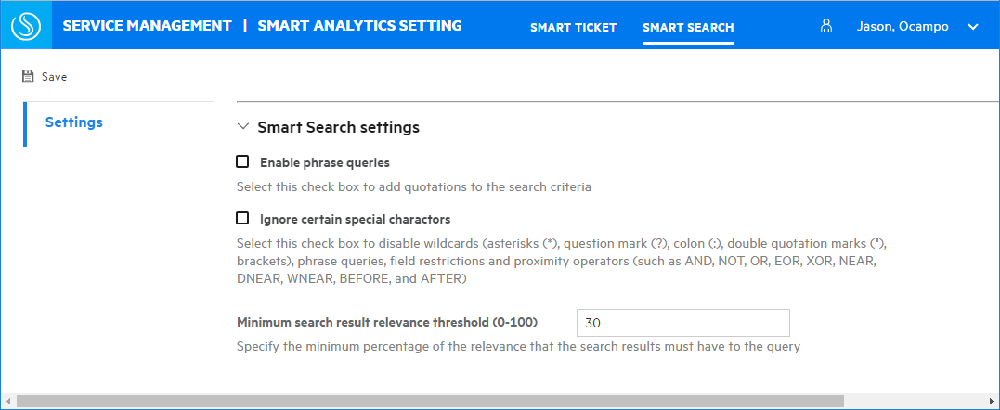 SERVICE MANAGEMENT | SMART ANALYTICS SETTING SMART TICKET SMART SEARCH Jason, Ocampo
Save
Settings
Smart Search settings
Enable phrase queries
Select this check box to add quotations to the search criteria
Ignore certain special charactors
Select this check box to disable wildcards (asterisks (*), question mark (?), colon (:), double quotation marks ("),
brackets), phrase queries, field restrictions and proximity operators (such as AND, NOT, OR, EOR, XOR, NEAR,
DNEAR, WNEAR, BEFORE, and AFTER)
Minimum search result relevance threshold (0-100) 30
Specify the minimum percentage of the relevance that the search results must have to the query